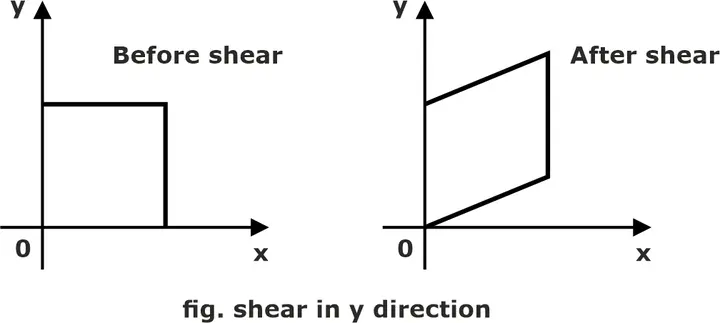 y
Before shear
0
x
y
After shear
0
x
fig. shear in y direction